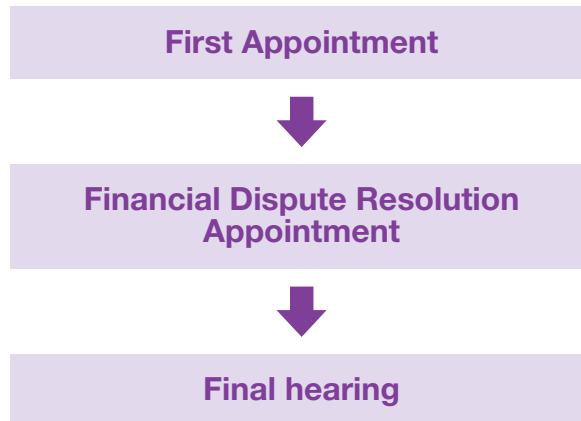 First Appointment
Financial Dispute Resolution
Appointment
Final hearing